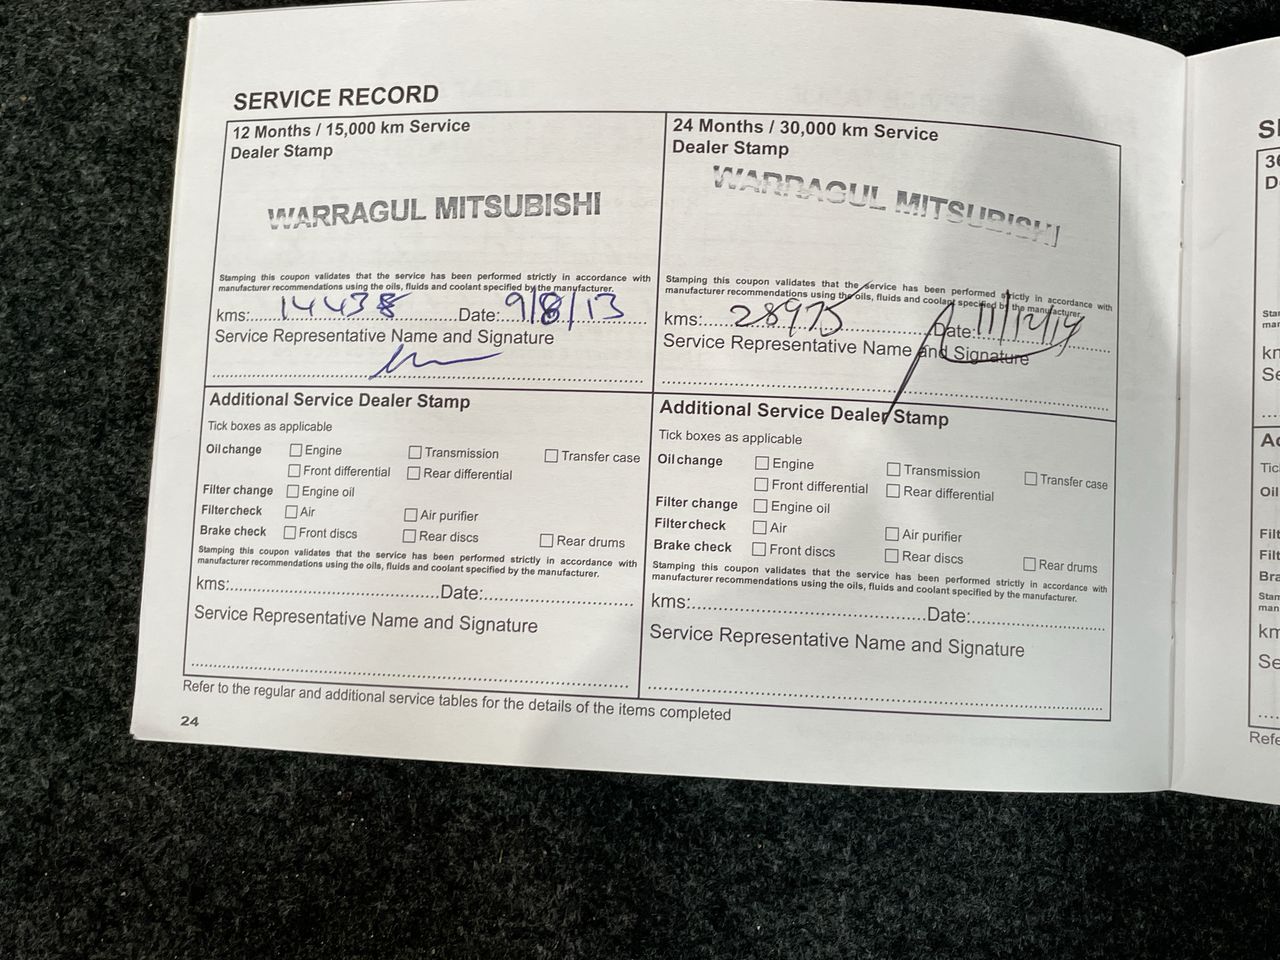 SERVICE RECORD
12 Months / 15,000 km Service
Dealer Stamp
WARRAGUL MITSUBISHI
Stamping this coupon validates that the service has been performed strictly in accordance with
manufacturer recommendations using the oils, fluids and coolant specified by the manufacturer.
kms: 14438 Date: 9/8/13
Service Representative Name and Signature
Additional Service Dealer Stamp
Tick boxes as applicable
Oil change Engine Transmission Transfer case
Front differential Rear differential
Filter change Engine oil
Filter check Air Air purifier
Brake check Front discs Rear discs Rear drums
Stamping this coupon validates that the service has been performed strictly in accordance with
manufacturer recommendations using the oils, fluids and coolant specified by the manufacturer.
kms: Date:
Service Representative Name and Signature
24 Months / 30,000 km Service
Dealer Stamp
WARRAGUL MITSUBISHI
Stamping this coupon validates that the service has been performed strictly in accordance with
manufacturer recommendations using the oils, fluids and coolant specified by the manufacturer.
kms: 28975 Date: 11/12/14
Service Representative Name and Signature
Additional Service Dealer Stamp
Tick boxes as applicable
Oil change Engine Transmission Transfer case
Front differential Rear differential
Filter change Engine oil
Filter check Air Air purifier
Brake check Front discs Rear discs Rear drums
Stamping this coupon validates that the service has been performed strictly in accordance with
manufacturer recommendations using the oils, fluids and coolant specified by the manufacturer.
kms: Date:
Service Representative Name and Signature
Refer to the regular and additional service tables for the details of the items completed
24